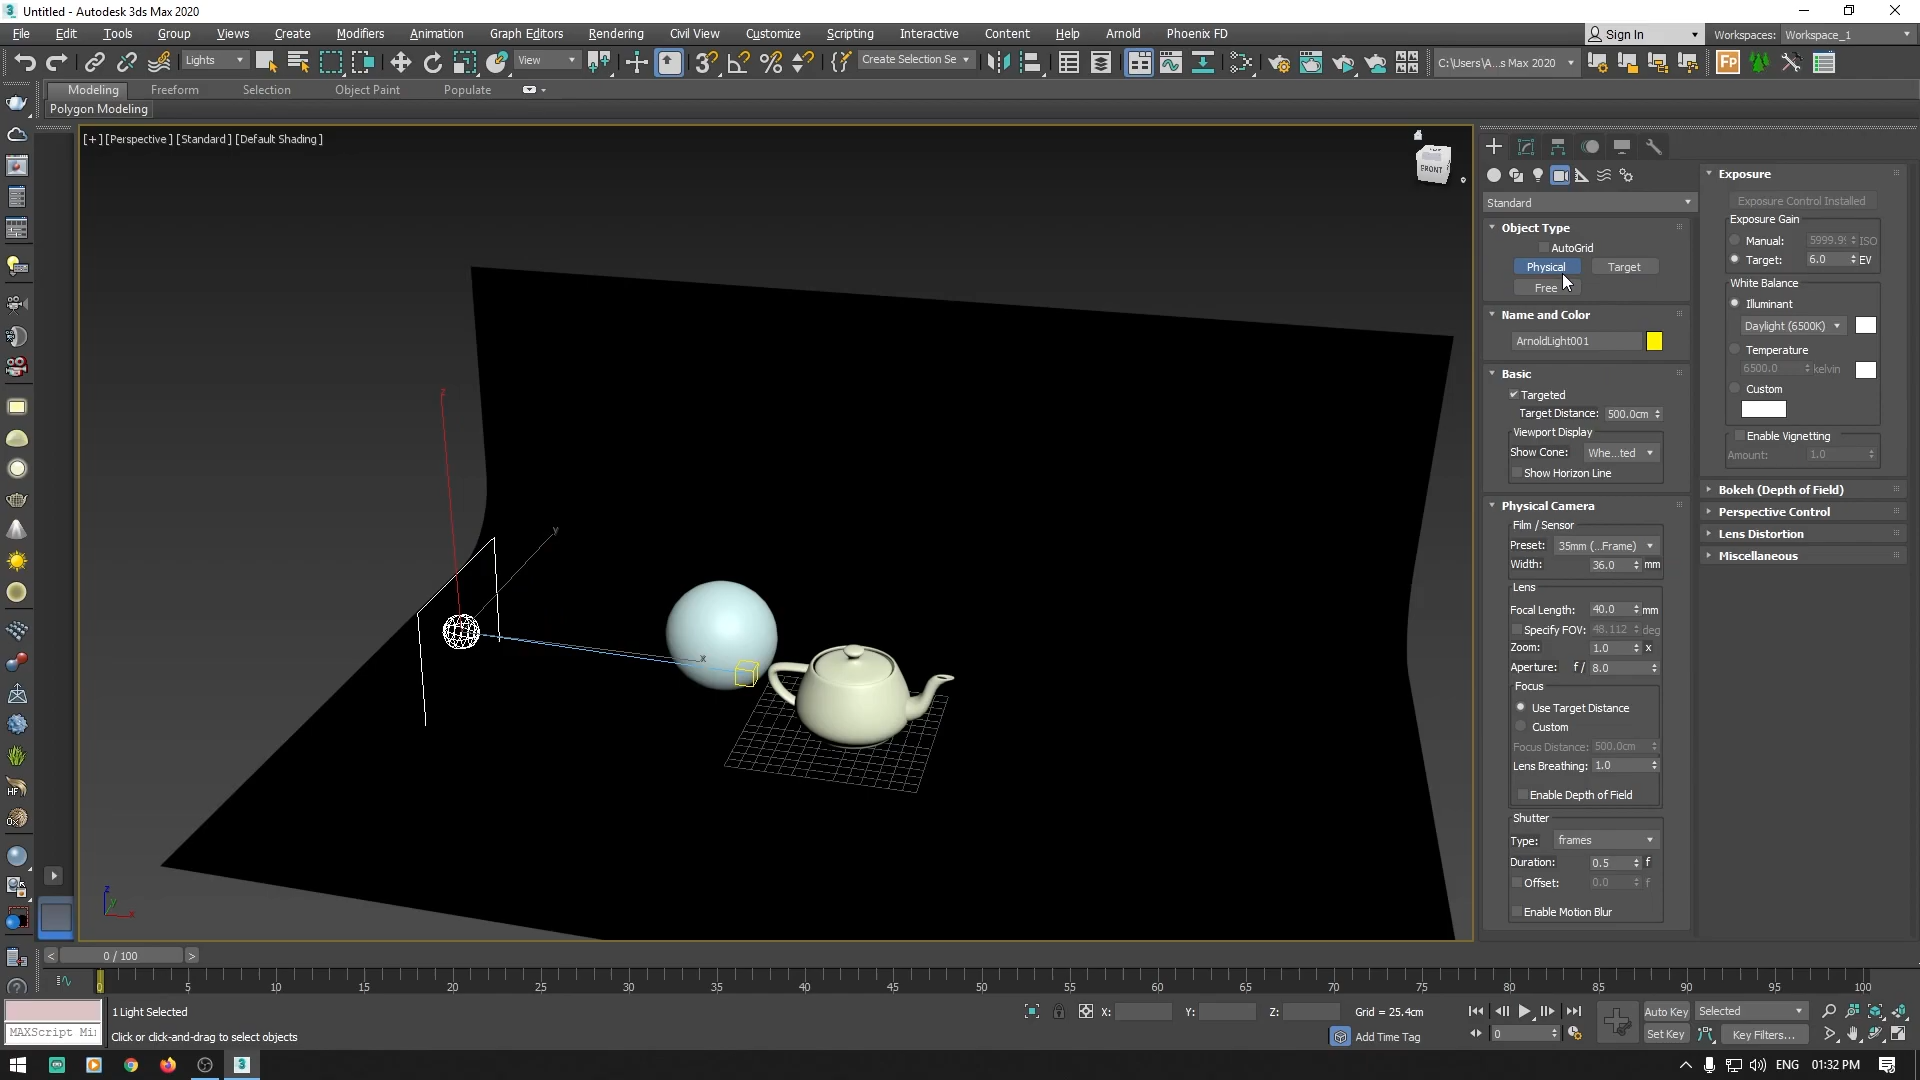 Untitled - Autodesk 3ds Max 2020
File Edit Tools Group Views Create Modifiers Animation Graph Editors Rendering Civil View Customize Scripting Interactive Content Help Arnold Phoenix FD
Sign In
Workspaces: Workspace_1
Lights
View
Create Selection Se
C:\Users\A...s Max 2020
Modeling Freeform Selection Object Paint Populate
Polygon Modeling
[+] [Perspective] [Standard] [Default Shading]
FRONT
z
y
x
z
y
x
Standard
Object Type
AutoGrid
Physical Target
Free
Name and Color
ArnoldLight001
Basic
Targeted
Target Distance: 500.0cm
Viewport Display
Show Cone: Whe...ted
Show Horizon Line
Physical Camera
Film / Sensor
Preset: 35mm (...Frame)
Width: 36.0 mm
Lens
Focal Length: 40.0 mm
Specify FOV: 48.112 deg
Zoom: 1.0 x
Aperture: f/ 8.0
Focus
Use Target Distance
Custom
Focus Distance: 500.0cm
Lens Breathing: 1.0
Enable Depth of Field
Shutter
Type: frames
Duration: 0.5 f
Offset: 0.0 f
Enable Motion Blur
Exposure
Exposure Control Installed
Exposure Gain
Manual: 5999.9 ISO
Target: 6.0 EV
White Balance
Illuminant
Daylight (6500K)
Temperature
6500.0 kelvin
Custom
Enable Vignetting
Amount: 1.0
Bokeh (Depth of Field)
Perspective Control
Lens Distortion
Miscellaneous
< 0 / 100 >
0 5 10 15 20 25 30 35 40 45 50 55 60 65 70 75 80 85 90 95 100
1 Light Selected
X: Y: Z: Grid = 25.4cm
Auto Key Selected
MAXScript Mi
Click or click-and-drag to select objects
Add Time Tag
0
Set Key Key Filters...
ENG 01:32 PM